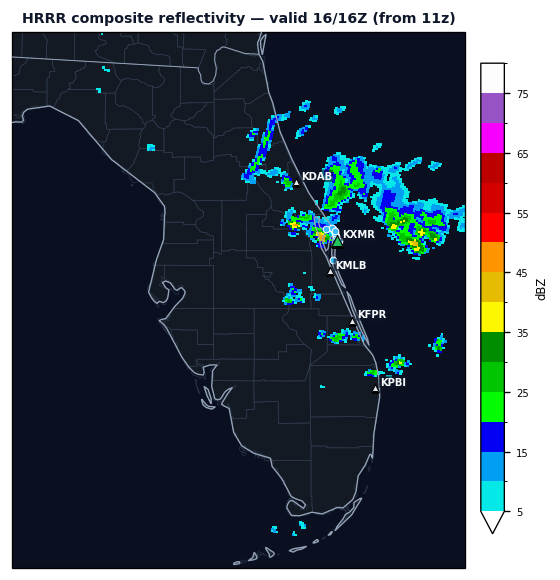 HRRR composite reflectivity — valid 16/16Z (from 11z)
75
65
55
45
35
25
15
5
dBZ
KDAB
KXMR
KMLB
KFPR
KPBI